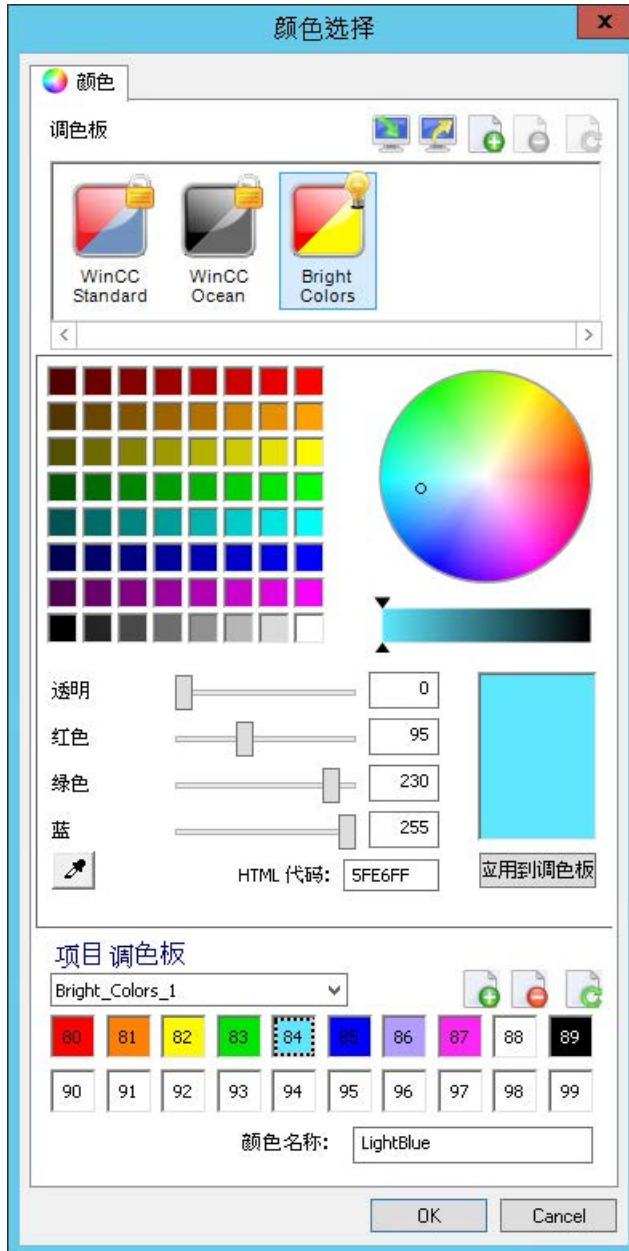 颜色选择
x
颜色
调色板
WinCC Standard
WinCC Ocean
Bright Colors
<
>
透明 0
红色 95
绿色 230
蓝 255
HTML 代码: 5FE6FF
应用到调色板
项目 调色板
Bright_Colors_1
80 81 82 83 84 85 86 87 88 89
90 91 92 93 94 95 96 97 98 99
颜色名称: LightBlue
OK Cancel